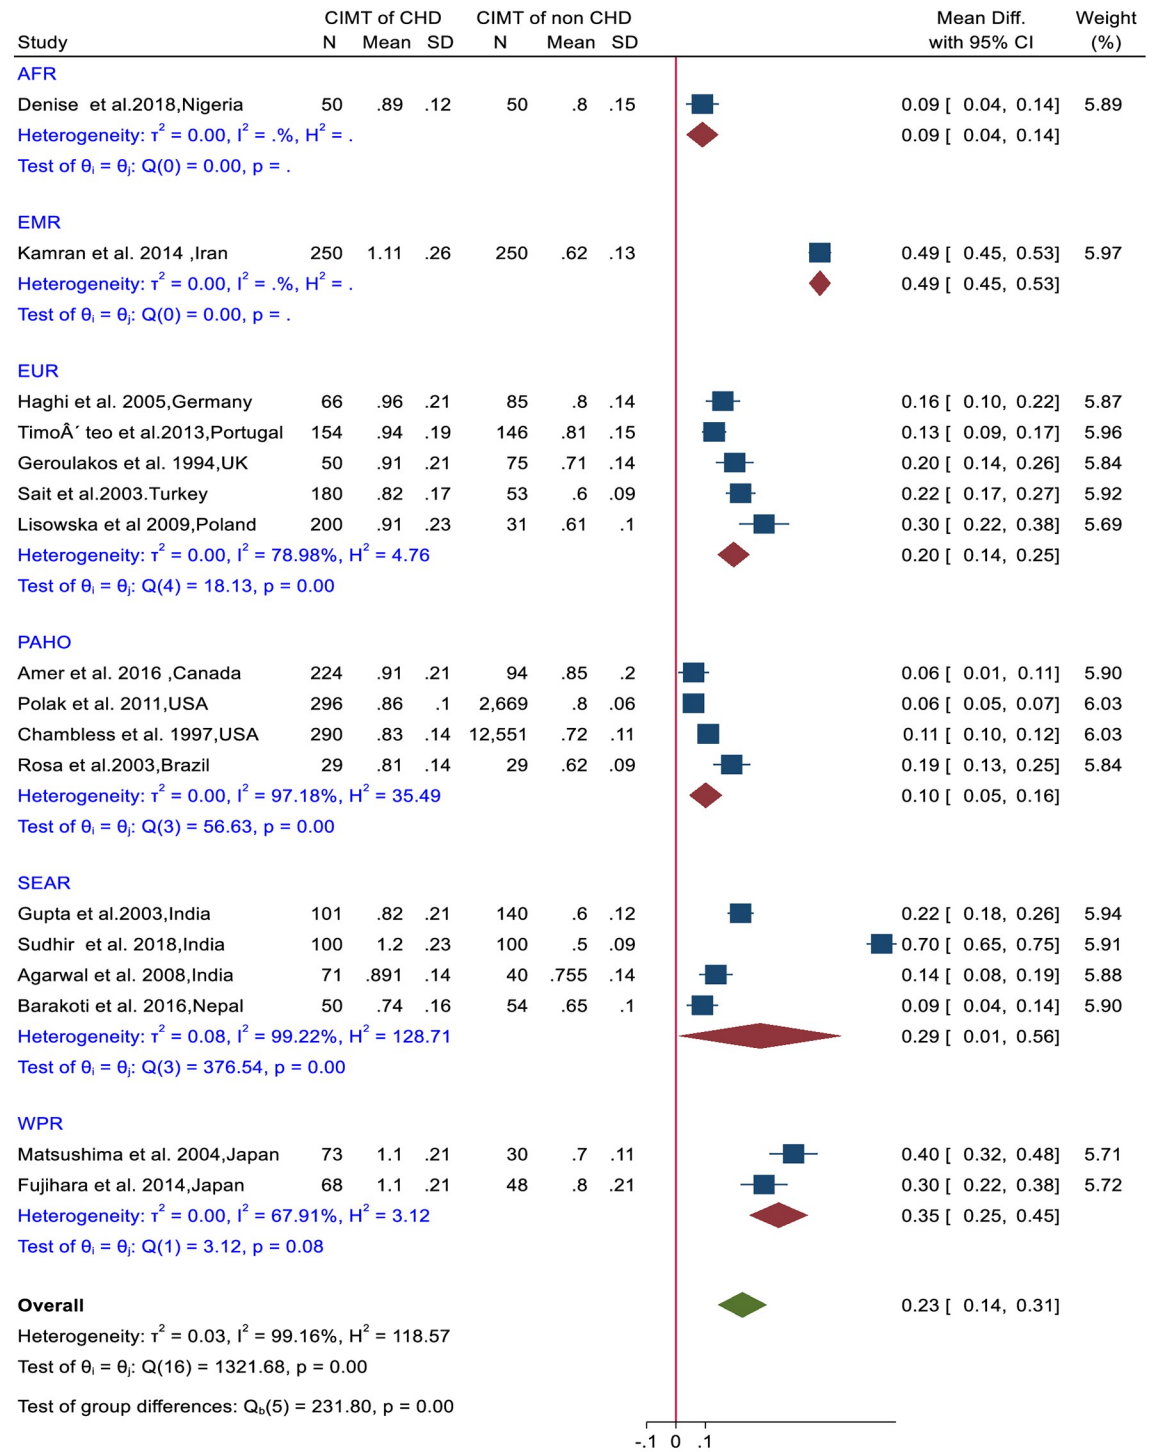 CIMT of CHD CIMT of non CHD Mean Diff. Weight
Study N Mean SD N Mean SD with 95% CI (%)
AFR
Denise et al.2018,Nigeria 50 .89 .12 50 .8 .15 0.09 [ 0.04, 0.14] 5.89
Heterogeneity: τ² = 0.00, I² = .%, H² = . 0.09 [ 0.04, 0.14]
Test of θᵢ = θⱼ: Q(0) = 0.00, p = .
EMR
Kamran et al. 2014 ,Iran 250 1.11 .26 250 .62 .13 0.49 [ 0.45, 0.53] 5.97
Heterogeneity: τ² = 0.00, I² = .%, H² = . 0.49 [ 0.45, 0.53]
Test of θᵢ = θⱼ: Q(0) = 0.00, p = .
EUR
Haghi et al. 2005,Germany 66 .96 .21 85 .8 .14 0.16 [ 0.10, 0.22] 5.87
TimoÂ´ teo et al.2013,Portugal 154 .94 .19 146 .81 .15 0.13 [ 0.09, 0.17] 5.96
Geroulakos et al. 1994,UK 50 .91 .21 75 .71 .14 0.20 [ 0.14, 0.26] 5.84
Sait et al.2003.Turkey 180 .82 .17 53 .6 .09 0.22 [ 0.17, 0.27] 5.92
Lisowska et al 2009,Poland 200 .91 .23 31 .61 .1 0.30 [ 0.22, 0.38] 5.69
Heterogeneity: τ² = 0.00, I² = 78.98%, H² = 4.76 0.20 [ 0.14, 0.25]
Test of θᵢ = θⱼ: Q(4) = 18.13, p = 0.00
PAHO
Amer et al. 2016 ,Canada 224 .91 .21 94 .85 .2 0.06 [ 0.01, 0.11] 5.90
Polak et al. 2011,USA 296 .86 .1 2,669 .8 .06 0.06 [ 0.05, 0.07] 6.03
Chambless et al. 1997,USA 290 .83 .14 12,551 .72 .11 0.11 [ 0.10, 0.12] 6.03
Rosa et al.2003,Brazil 29 .81 .14 29 .62 .09 0.19 [ 0.13, 0.25] 5.84
Heterogeneity: τ² = 0.00, I² = 97.18%, H² = 35.49 0.10 [ 0.05, 0.16]
Test of θᵢ = θⱼ: Q(3) = 56.63, p = 0.00
SEAR
Gupta et al.2003,India 101 .82 .21 140 .6 .12 0.22 [ 0.18, 0.26] 5.94
Sudhir et al. 2018,India 100 1.2 .23 100 .5 .09 0.70 [ 0.65, 0.75] 5.91
Agarwal et al. 2008,India 71 .891 .14 40 .755 .14 0.14 [ 0.08, 0.19] 5.88
Barakoti et al. 2016,Nepal 50 .74 .16 54 .65 .1 0.09 [ 0.04, 0.14] 5.90
Heterogeneity: τ² = 0.08, I² = 99.22%, H² = 128.71 0.29 [ 0.01, 0.56]
Test of θᵢ = θⱼ: Q(3) = 376.54, p = 0.00
WPR
Matsushima et al. 2004,Japan 73 1.1 .21 30 .7 .11 0.40 [ 0.32, 0.48] 5.71
Fujihara et al. 2014,Japan 68 1.1 .21 48 .8 .21 0.30 [ 0.22, 0.38] 5.72
Heterogeneity: τ² = 0.00, I² = 67.91%, H² = 3.12 0.35 [ 0.25, 0.45]
Test of θᵢ = θⱼ: Q(1) = 3.12, p = 0.08
Overall 0.23 [ 0.14, 0.31]
Heterogeneity: τ² = 0.03, I² = 99.16%, H² = 118.57
Test of θᵢ = θⱼ: Q(16) = 1321.68, p = 0.00
Test of group differences: Q_b(5) = 231.80, p = 0.00
-.1 0 .1